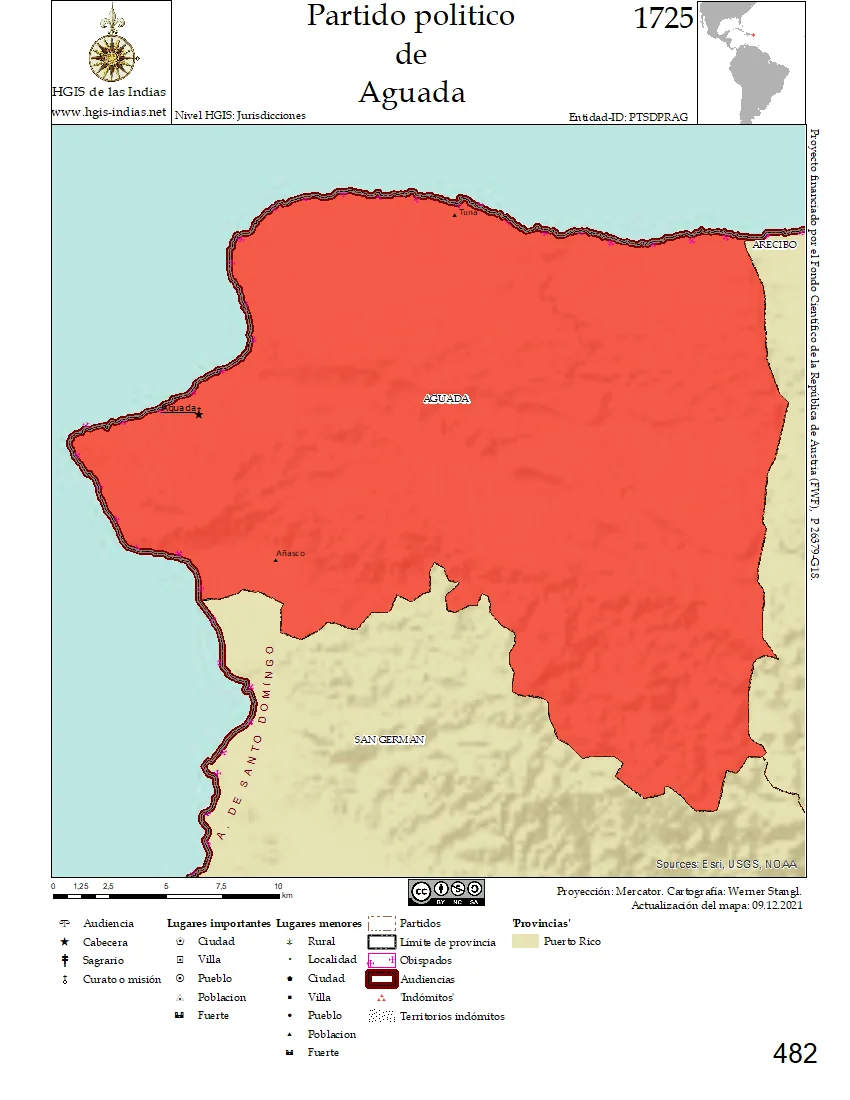 Partido politico
de
Aguada
1725
HGIS de las Indias
www.hgis-indias.net
Nivel HGIS: Jurisdicciones
Entidad-ID: PTSDPRAG
Proyecto financiado por el Fondo Científico de la República de Austria (FWF), P 26379-G18.
Tuna
ARECIBO
Aguada
AGUADA
Añasco
A. DE SANTO DOMINGO
SAN GERMAN
Sources: Esri, USGS, NOAA
0 1,25 2,5 5 7,5 10
km
CC BY NC SA
Proyección: Mercator. Cartografía: Werner Stangl.
Actualización del mapa: 09.12.2021
Audiencia
Cabecera
Sagrario
Curato o misión
Lugares importantes
Ciudad
Villa
Pueblo
Poblacion
Fuerte
Lugares menores
Rural
Localidad
Ciudad
Villa
Pueblo
Poblacion
Fuerte
Partidos
Límite de provincia
Obispados
Audiencias
'Indómitos'
Territorios indómitos
'Provincias'
Puerto Rico
482